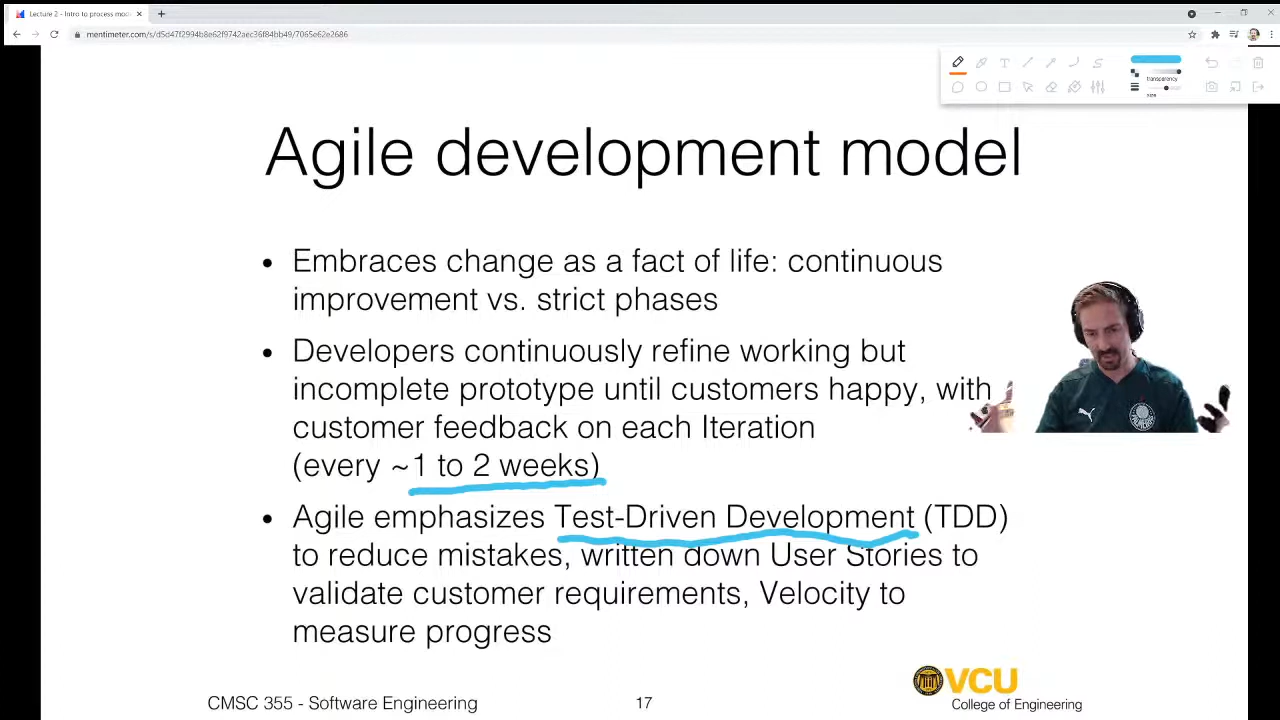 Lecture 2 - Intro to process mod
mentimeter.com/s/d5d47f2994b8e62f9742aec36f84bb49/7065e62e2686
transparency
size
Agile development model
• Embraces change as a fact of life: continuous
improvement vs. strict phases
• Developers continuously refine working but
incomplete prototype until customers happy, with
customer feedback on each Iteration
(every ~1 to 2 weeks)
• Agile emphasizes Test-Driven Development (TDD)
to reduce mistakes, written down User Stories to
validate customer requirements, Velocity to
measure progress
CMSC 355 - Software Engineering
17
VCU
College of Engineering